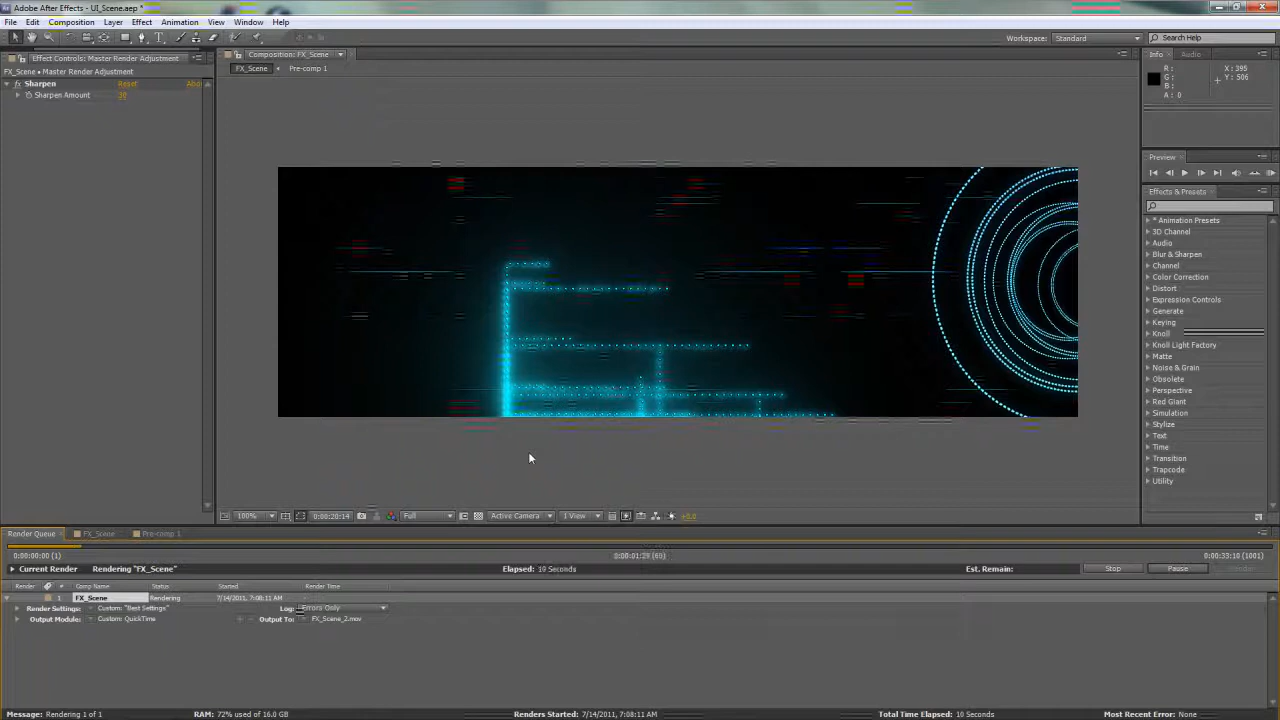 Adobe After Effects - UI_Scene.aep *
File Edit Composition Layer Effect Animation View Window Help
Workspace: Standard Search Help
Effect Controls: Master Render Adjustment
FX_Scene • Master Render Adjustment
fx Sharpen Reset
Sharpen Amount
Composition: FX_Scene
FX_Scene Pre-comp 1
Info Audio
R: X: 395
G: Y: 506
B:
A: 0
Preview
Effects & Presets
* Animation Presets
3D Channel
Audio
Blur & Sharpen
Channel
Color Correction
Distort
Expression Controls
Generate
Keying
Knoll
Knoll Light Factory
Matte
Noise & Grain
Obsolete
Perspective
Red Giant
Simulation
Stylize
Text
Time
Transition
Trapcode
Utility
100% 0:00:20:14 Full Active Camera 1 View +0.0
Render Queue FX_Scene Pre-comp 1
0:00:00:00 (1) 0:00:33:10 (1001)
Current Render Rendering "FX_Scene" Elapsed: 10 Seconds Est. Remain: Stop Pause Render
Render # Comp Name Status Started Render Time
1 FX_Scene Rendering 7/14/2011, 7:08:11 AM -
Render Settings: Custom: "Best Settings" Log: Errors Only
Output Module: Custom: QuickTime Output To: FX_Scene_2.mov
Message: Rendering 1 of 1 RAM: 72% used of 16.0 GB Renders Started: 7/14/2011, 7:08:11 AM Total Time Elapsed: 10 Seconds Most Recent Error: None